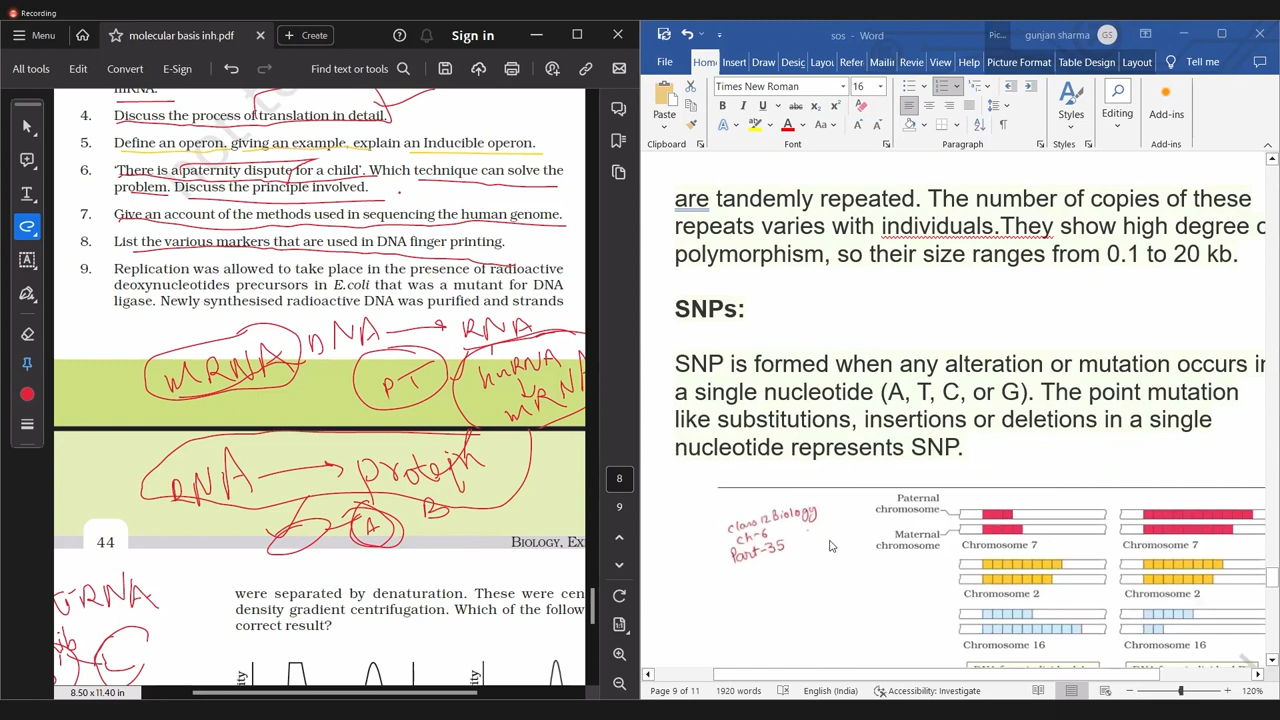 Recording
Menu
molecular basis inh.pdf
Create
Sign in
All tools
Edit
Convert
E-Sign
Find text or tools
mRNA.
4. Discuss the process of translation in detail.
5. Define an operon, giving an example, explain an Inducible operon.
6. 'There is a paternity dispute for a child'. Which technique can solve the
problem. Discuss the principle involved.
7. Give an account of the methods used in sequencing the human genome.
8. List the various markers that are used in DNA finger printing.
9. Replication was allowed to take place in the presence of radioactive
deoxynucleotides precursors in E.coli that was a mutant for DNA
ligase. Newly synthesised radioactive DNA was purified and strands
mRNA DNA → RNA
PT
hnRNA
mRNA
DNA → protein
A B
44
BIOLOGY, EX
were separated by denaturation. These were cen
density gradient centrifugation. Which of the follow
correct result?
8
9
8.50 x 11.40 in
sos - Word
Pic...
gunjan sharma
GS
File
Home
Insert
Draw
Desig
Layou
Refer
Mailin
Review
View
Help
Picture Format
Table Design
Layout
Tell me
Paste
Clipboard
Times New Roman
16
Font
Paragraph
Styles
Styles
Editing
Add-ins
Add-ins
are tandemly repeated. The number of copies of these
repeats varies with individuals.They show high degree o
polymorphism, so their size ranges from 0.1 to 20 kb.
SNPs:
SNP is formed when any alteration or mutation occurs in
a single nucleotide (A, T, C, or G). The point mutation
like substitutions, insertions or deletions in a single
nucleotide represents SNP.
class 12 Biology
ch-6
Part-35
Paternal
chromosome
Maternal
chromosome
Chromosome 7
Chromosome 7
Chromosome 2
Chromosome 2
Chromosome 16
Chromosome 16
Page 9 of 11
1920 words
English (India)
Accessibility: Investigate
120%